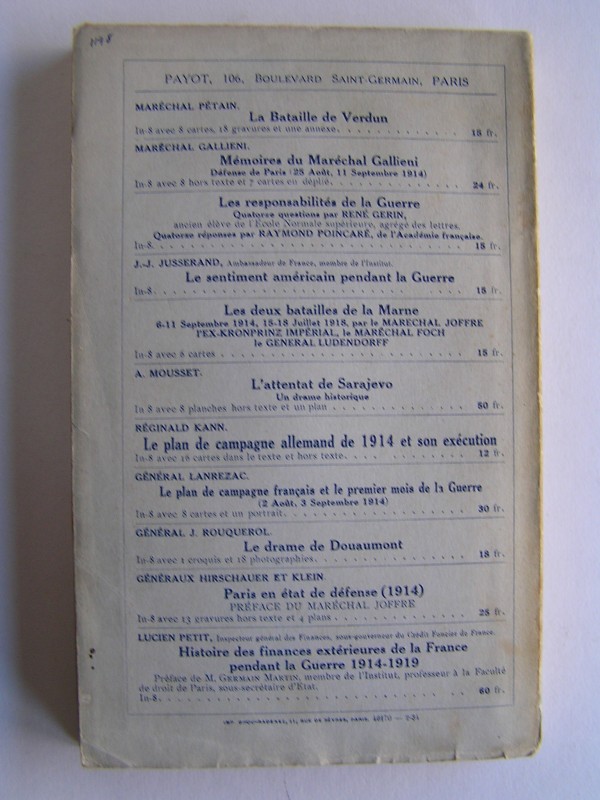 1198
PAYOT, 106, BOULEVARD SAINT-GERMAIN, PARIS
MARÉCHAL PÉTAIN.
La Bataille de Verdun
In-8 avec 8 cartes, 18 gravures et une annexe. 15 fr.
MARÉCHAL GALLIENI.
Mémoires du Maréchal Gallieni
Défense de Paris (25 Août, 11 Septembre 1914)
In-8 avec 8 hors texte et 7 cartes en déplié. 24 fr.
Les responsabilités de la Guerre
Quatorze questions par RENÉ GERIN,
ancien élève de l'École Normale supérieure, agrégé des lettres.
Quatorze réponses par RAYMOND POINCARÉ, de l'Académie française.
In-8. 15 fr.
J.-J. JUSSERAND, Ambassadeur de France, membre de l'Institut.
Le sentiment américain pendant la Guerre
In-8. 15 fr.
Les deux batailles de la Marne
6-11 Septembre 1914, 15-18 Juillet 1918, par le MARECHAL JOFFRE
l'EX-KRONPRINZ IMPÉRIAL, le MARÉCHAL FOCH
le GENERAL LUDENDORFF
In-8 avec 6 cartes 15 fr.
A. MOUSSET.
L'attentat de Sarajevo
Un drame historique
In-8 avec 8 planches hors texte et un plan 50 fr.
RÉGINALD KANN.
Le plan de campagne allemand de 1914 et son exécution
In-8 avec 16 cartes dans le texte et hors texte. 12 fr.
GÉNÉRAL LANREZAC.
Le plan de campagne français et le premier mois de la Guerre
(2 Août, 3 Septembre 1914)
In-8 avec 8 cartes et un portrait. 30 fr.
GÉNÉRAL J. ROUQUEROL.
Le drame de Douaumont
In-8 avec 1 croquis et 18 photographies. 18 fr.
GÉNÉRAUX HIRSCHAUER ET KLEIN.
Paris en état de défense (1914)
PRÉFACE DU MARÉCHAL JOFFRE
In-8 avec 13 gravures hors texte et 4 plans 25 fr.
LUCIEN PETIT, Inspecteur général des Finances, sous-gouverneur du Crédit Foncier de France.
Histoire des finances extérieures de la France
pendant la Guerre 1914-1919
Préface de M. GERMAIN MARTIN, membre de l'Institut, professeur à la Faculté
de droit de Paris, sous-secrétaire d'État.
In-8. 60 fr.
RUE DE SÈVRES, PARIS.